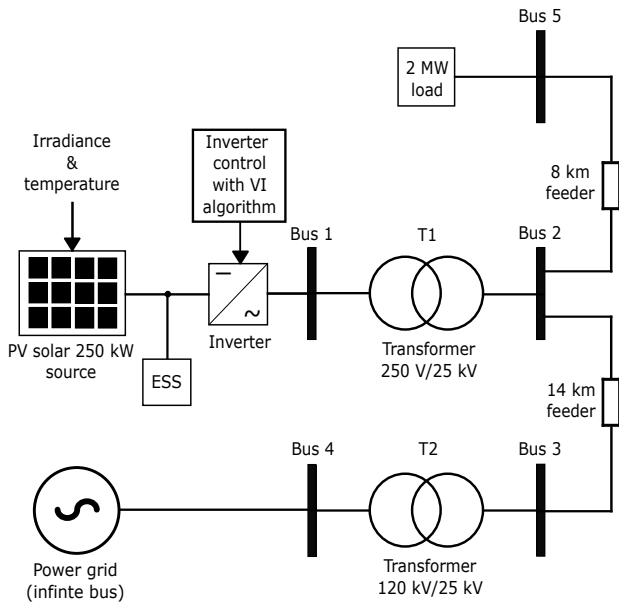 Bus 5
2 MW
load
Irradiance
&
temperature
Inverter
control
with VI
algorithm
8 km
feeder
Bus 1
T1
Bus 2
PV solar 250 kW
source
ESS
Inverter
Transformer
250 V/25 kV
14 km
feeder
Bus 4
T2
Bus 3
Power grid
(infinte bus)
Transformer
120 kV/25 kV